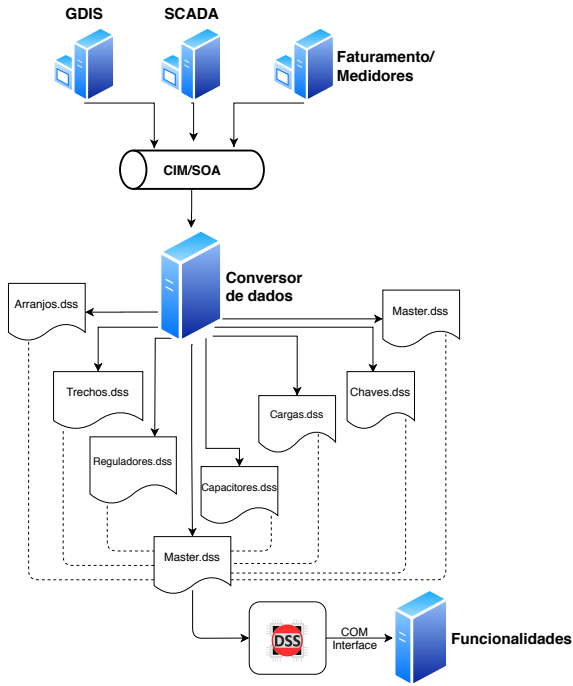 GDIS
SCADA
Faturamento/
Medidores
CIM/SOA
Conversor
de dados
Arranjos.dss
Master.dss
Trechos.dss
Chaves.dss
Cargas.dss
Reguladores.dss
Capacitores.dss
Master.dss
DSS
COM
Interface
Funcionalidades